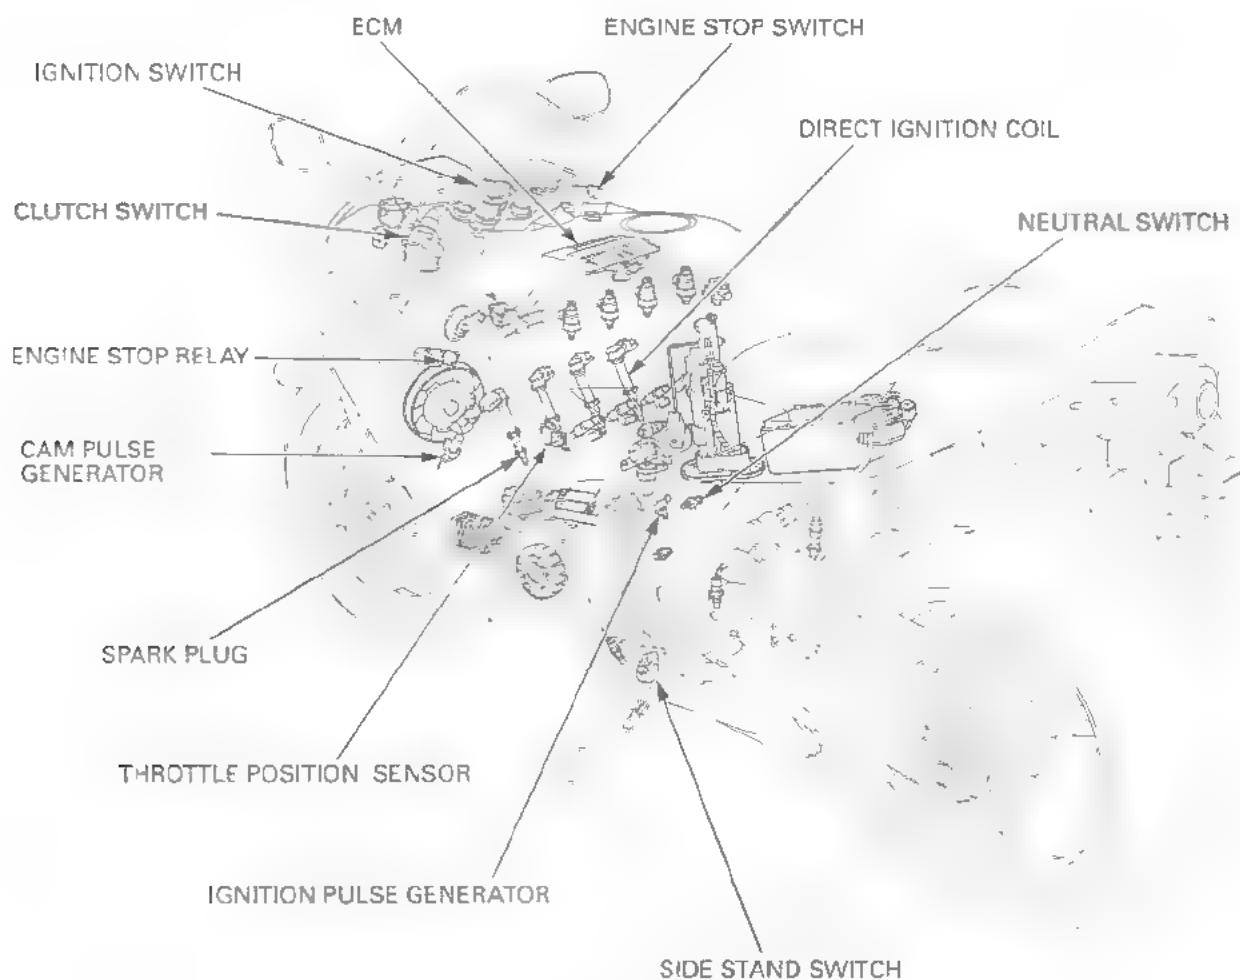 ECM
ENGINE STOP SWITCH
IGNITION SWITCH
DIRECT IGNITION COIL
CLUTCH SWITCH
NEUTRAL SWITCH
ENGINE STOP RELAY
CAM PULSE
GENERATOR
SPARK PLUG
THROTTLE POSITION SENSOR
IGNITION PULSE GENERATOR
SIDE STAND SWITCH